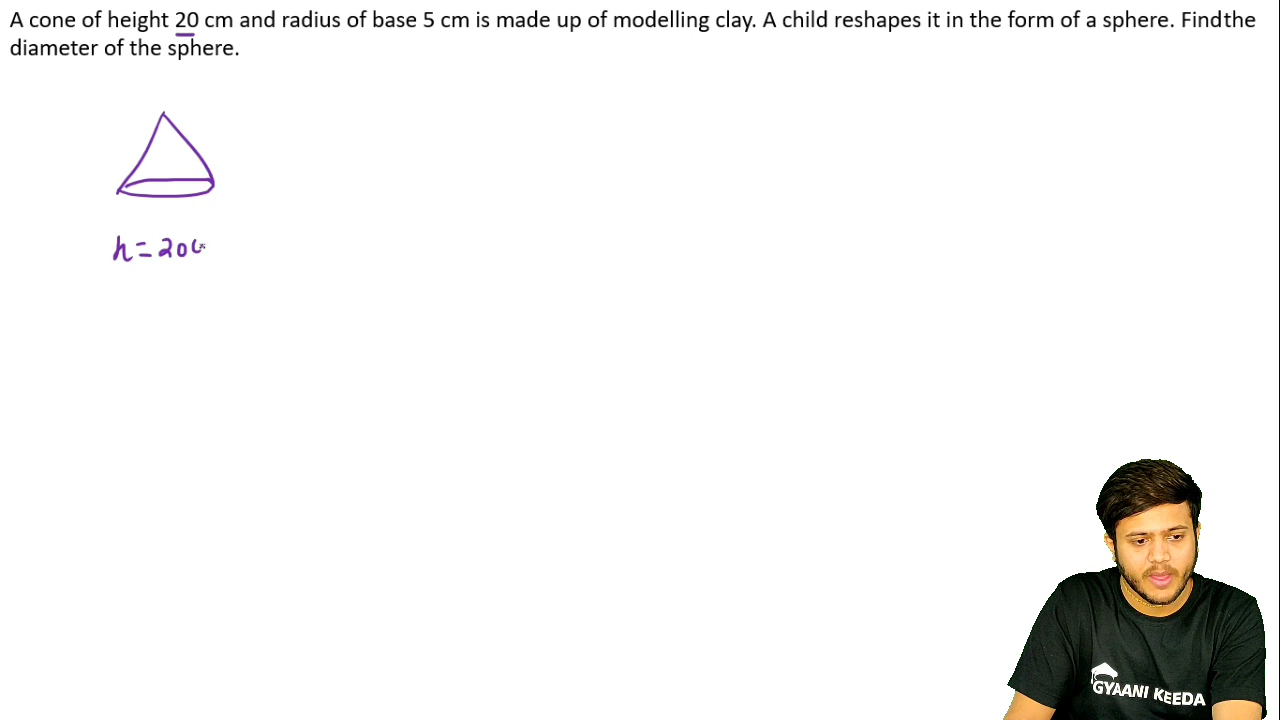 A cone of height 20 cm and radius of base 5 cm is made up of modelling clay. A child reshapes it in the form of a sphere. Findthe
diameter of the sphere.
h=20c
GYAANI KEEDA